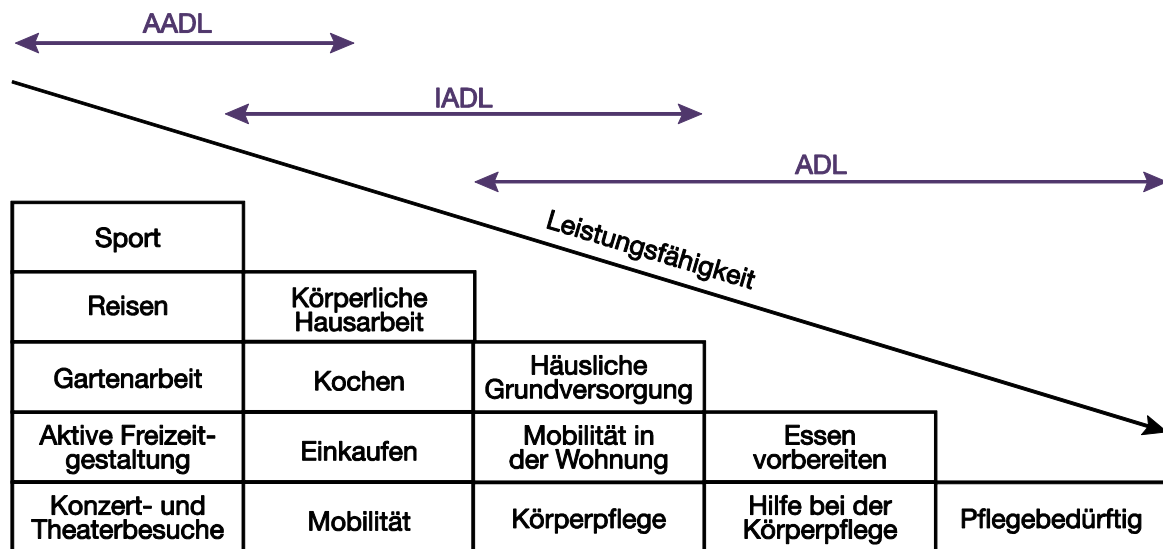 AADL
IADL
ADL
Leistungsfähigkeit
Sport
Reisen
Körperliche
Hausarbeit
Gartenarbeit
Kochen
Häusliche
Grundversorgung
Aktive Freizeit-
gestaltung
Einkaufen
Mobilität in
der Wohnung
Essen
vorbereiten
Konzert- und
Theaterbesuche
Mobilität
Körperpflege
Hilfe bei der
Körperpflege
Pflegebedürftig